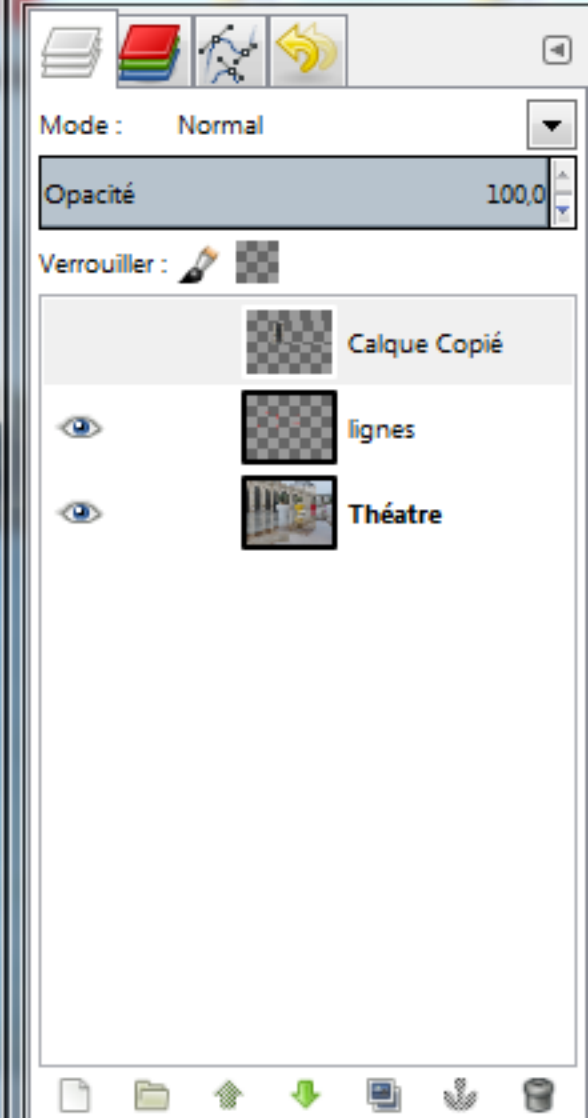 Mode : Normal
Opacité 100,0
Verrouiller :
Calque Copié
lignes
Théatre